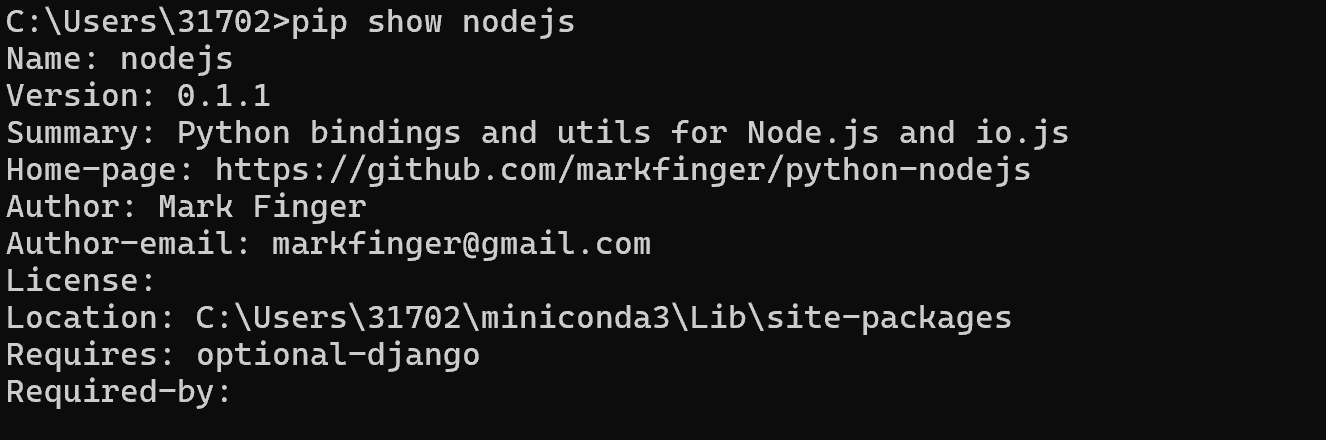 C:\Users\31702>pip show nodejs
Name: nodejs
Version: 0.1.1
Summary: Python bindings and utils for Node.js and io.js
Home-page: https://github.com/markfinger/python-nodejs
Author: Mark Finger
Author-email: markfinger@gmail.com
License:
Location: C:\Users\31702\miniconda3\Lib\site-packages
Requires: optional-django
Required-by: